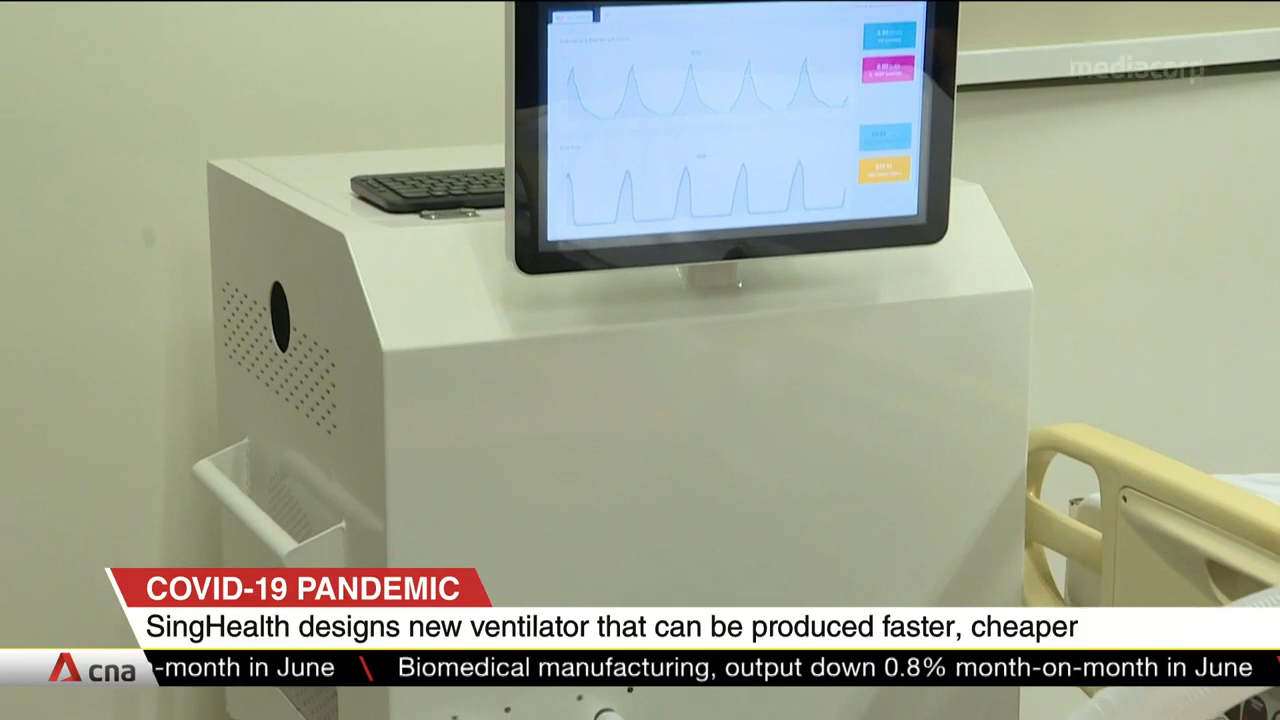 mediacorp
COVID-19 PANDEMIC
SingHealth designs new ventilator that can be produced faster, cheaper
cna
-month in June \ Biomedical manufacturing, output down 0.8% month-on-month in June